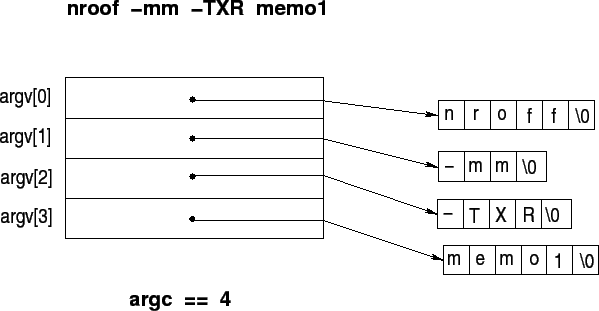 nroof −mm −TXR memo1
argv[0]
n r o f f \0
argv[1]
− m m \0
argv[2]
− T X R \0
argv[3]
m e m o 1 \0
argc == 4